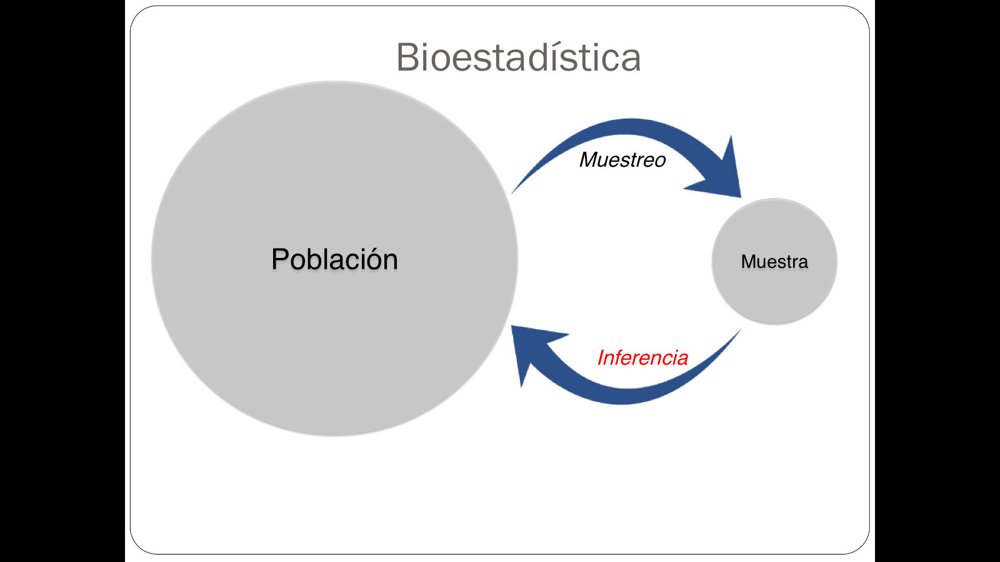 Bioestadística
Muestreo
Población
Muestra
Inferencia